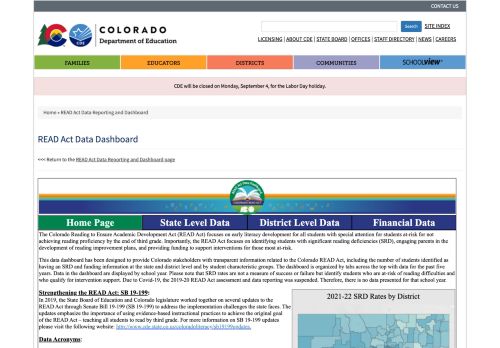 CONTACT US
COLORADO
Department of Education
CDE
Search
SITE INDEX
LICENSING | ABOUT CDE | STATE BOARD | OFFICES | STAFF DIRECTORY | NEWS | CAREERS
FAMILIES
EDUCATORS
DISTRICTS
COMMUNITIES
SCHOOLVIEW
CDE will be closed on Monday, September 4, for the Labor Day holiday.
Home » READ Act Data Reporting and Dashboard
READ Act Data Dashboard
<<< Return to the READ Act Data Reporting and Dashboard page
Home Page
State Level Data
District Level Data
Financial Data
The Colorado Reading to Ensure Academic Development Act (READ Act) focuses on early literacy development for all students with special attention for students at-risk for not
achieving reading proficiency by the end of third grade. Importantly, the READ Act focuses on identifying students with significant reading deficiencies (SRD), engaging parents in the
development of reading improvement plans, and providing funding to support interventions for those most at-risk.
This data dashboard has been designed to provide Colorado stakeholders with transparent information related to the Colorado READ Act, including the number of students identified as
having an SRD and funding information at the state and district level and by student characteristic groups. The dashboard is organized by tabs across the top with data for the past five
years. Data in the dashboard are displayed by school year. Please note that SRD rates are not a measure of success or failure but identify students who are at-risk of reading difficulties and
who qualify for intervention support. Due to Covid-19, the 2019-20 READ Act assessment and data reporting was suspended. Therefore, there is no data presented for that school year.
Strengthening the READ Act: SB 19-199:
In 2019, the State Board of Education and Colorado legislature worked together on several updates to the
READ Act through Senate Bill 19-199 (SB 19-199) to address the implementation challenges the state faces. The
updates emphasize the importance of using evidence-based instructional practices to achieve the original goal
of the READ Act – teaching all students to read by third grade. For more information on SB 19-199 updates
please visit the following website: http://www.cde.state.co.us/coloradoliteracy/sb19199updates.
Data Acronyms:
2021-22 SRD Rates by District